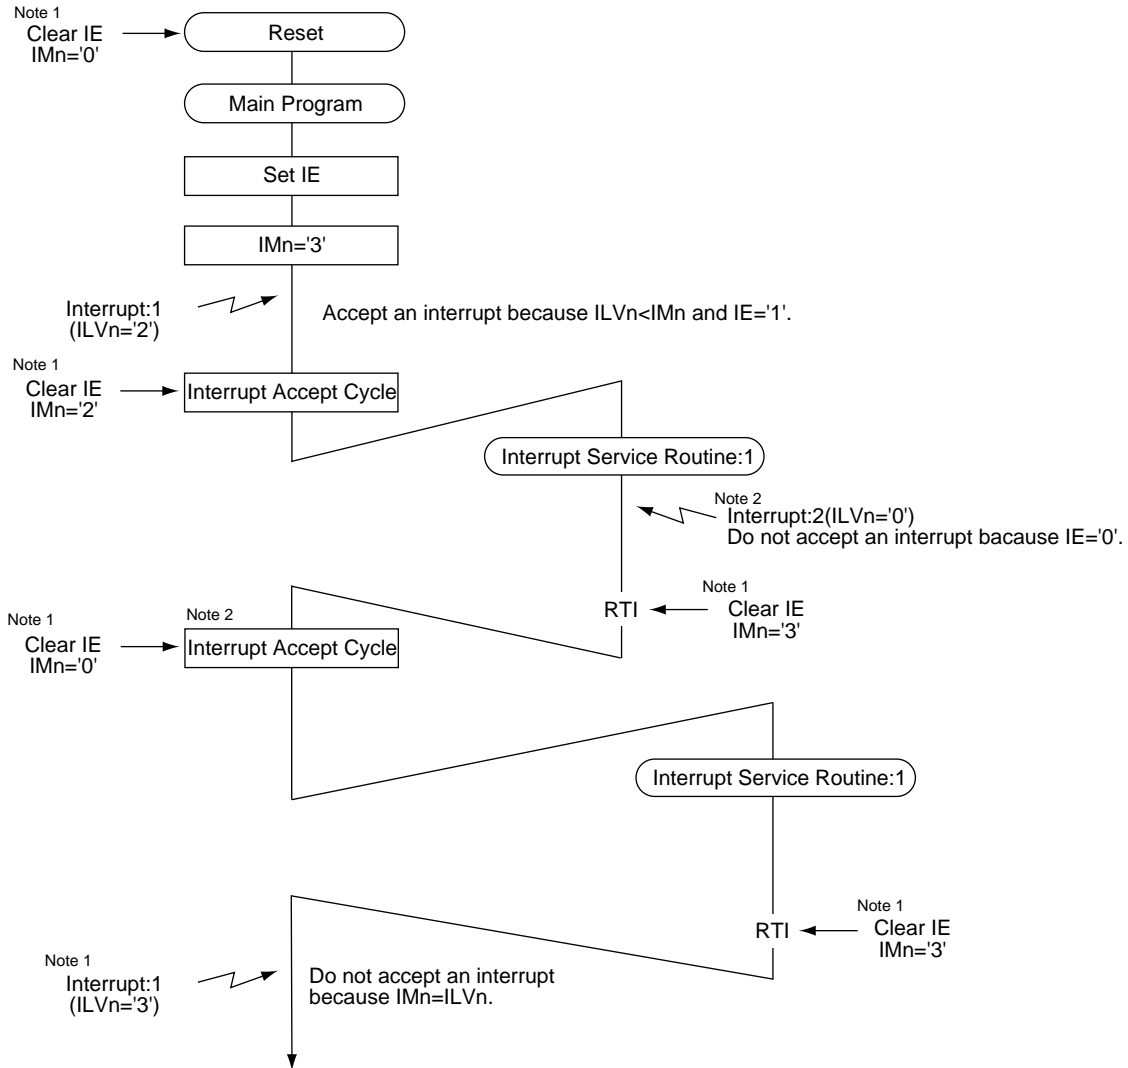 Note 1
Clear IE
IMn='0'
Reset
Main Program
Set IE
IMn='3'
Interrupt:1
(ILVn='2')
Accept an interrupt because ILVn<IMn and IE='1'.
Note 1
Clear IE
IMn='2'
Interrupt Accept Cycle
Interrupt Service Routine:1
Note 2
Interrupt:2(ILVn='0')
Do not accept an interrupt bacause IE='0'.
RTI
Note 1
Clear IE
IMn='3'
Note 1
Clear IE
IMn='0'
Note 2
Interrupt Accept Cycle
Interrupt Service Routine:1
RTI
Note 1
Clear IE
IMn='3'
Note 1
Interrupt:1
(ILVn='3')
Do not accept an interrupt
because IMn=ILVn.